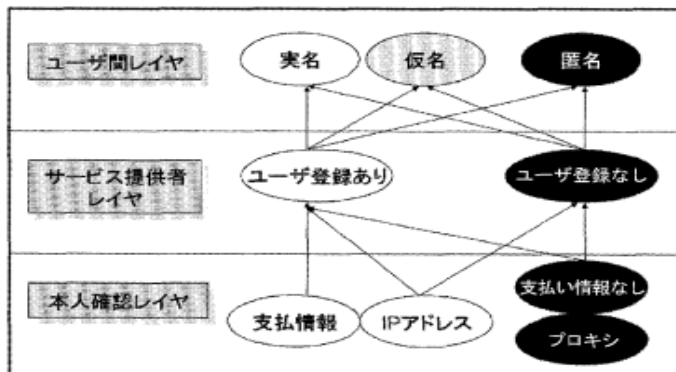 ユーザ間レイヤ
実名
仮名
匿名
サービス提供者
レイヤ
ユーザ登録あり
ユーザ登録なし
本人確認レイヤ
支払情報
IPアドレス
支払い情報なし
プロキシ